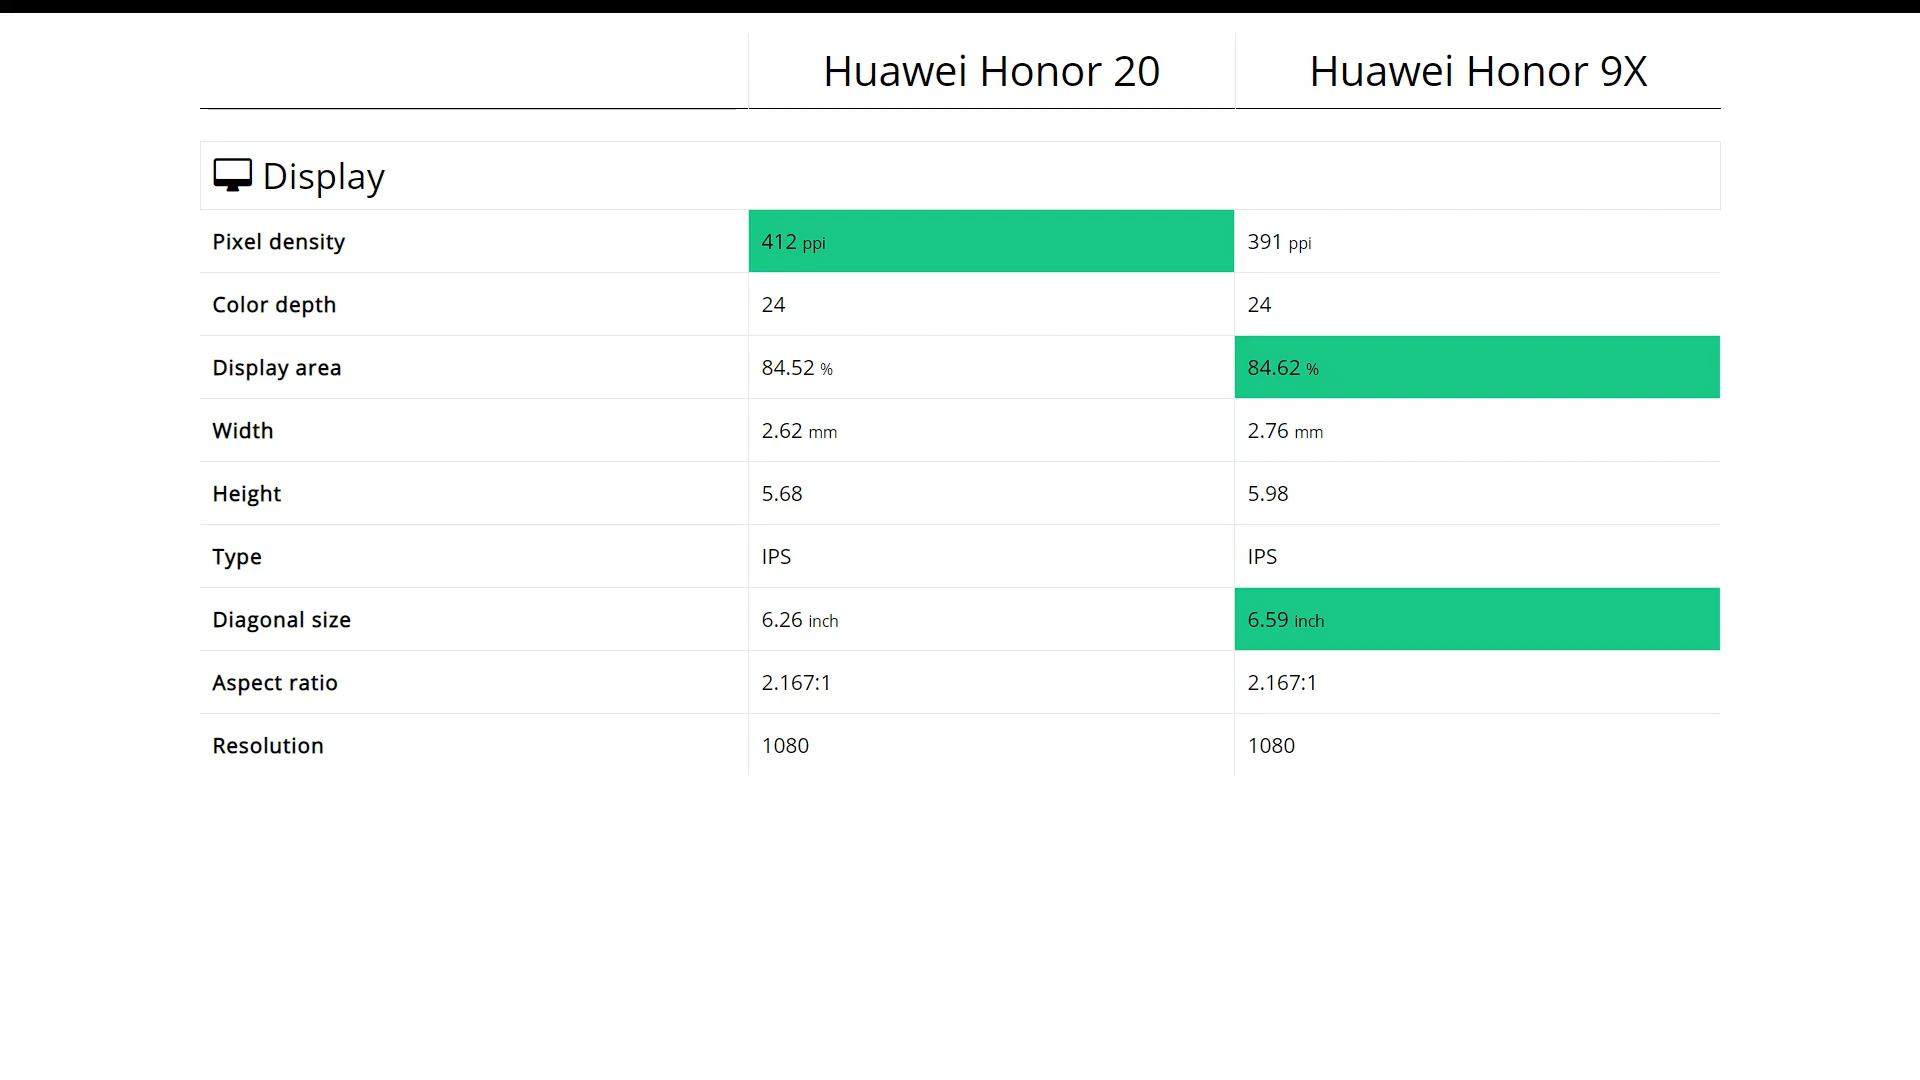 Huawei Honor 20 Huawei Honor 9X
Display
Pixel density 412 ppi 391 ppi
Color depth 24 24
Display area 84.52 % 84.62 %
Width 2.62 mm 2.76 mm
Height 5.68 5.98
Type IPS IPS
Diagonal size 6.26 inch 6.59 inch
Aspect ratio 2.167:1 2.167:1
Resolution 1080 1080